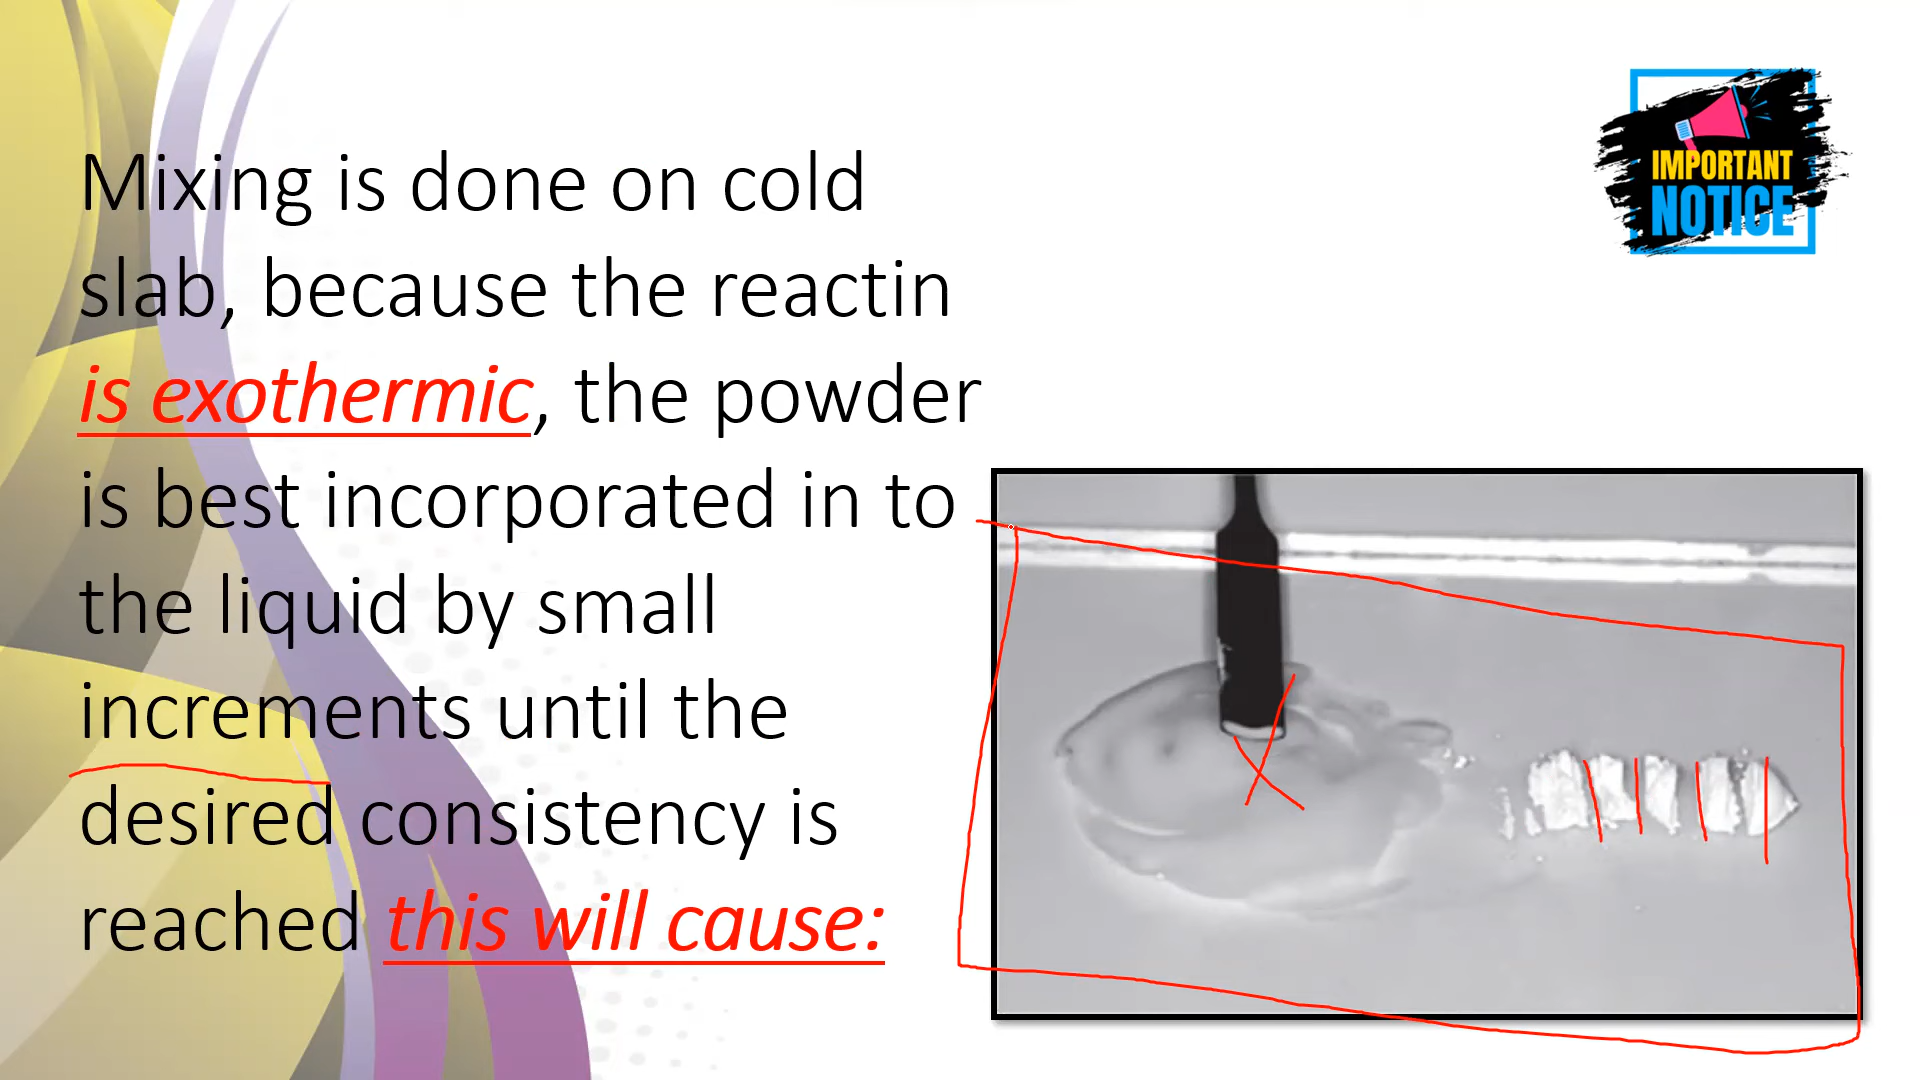 IMPORTANT
NOTICE
Mixing is done on cold
slab, because the reactin
is exothermic, the powder
is best incorporated in to
the liquid by small
increments until the
desired consistency is
reached this will cause: